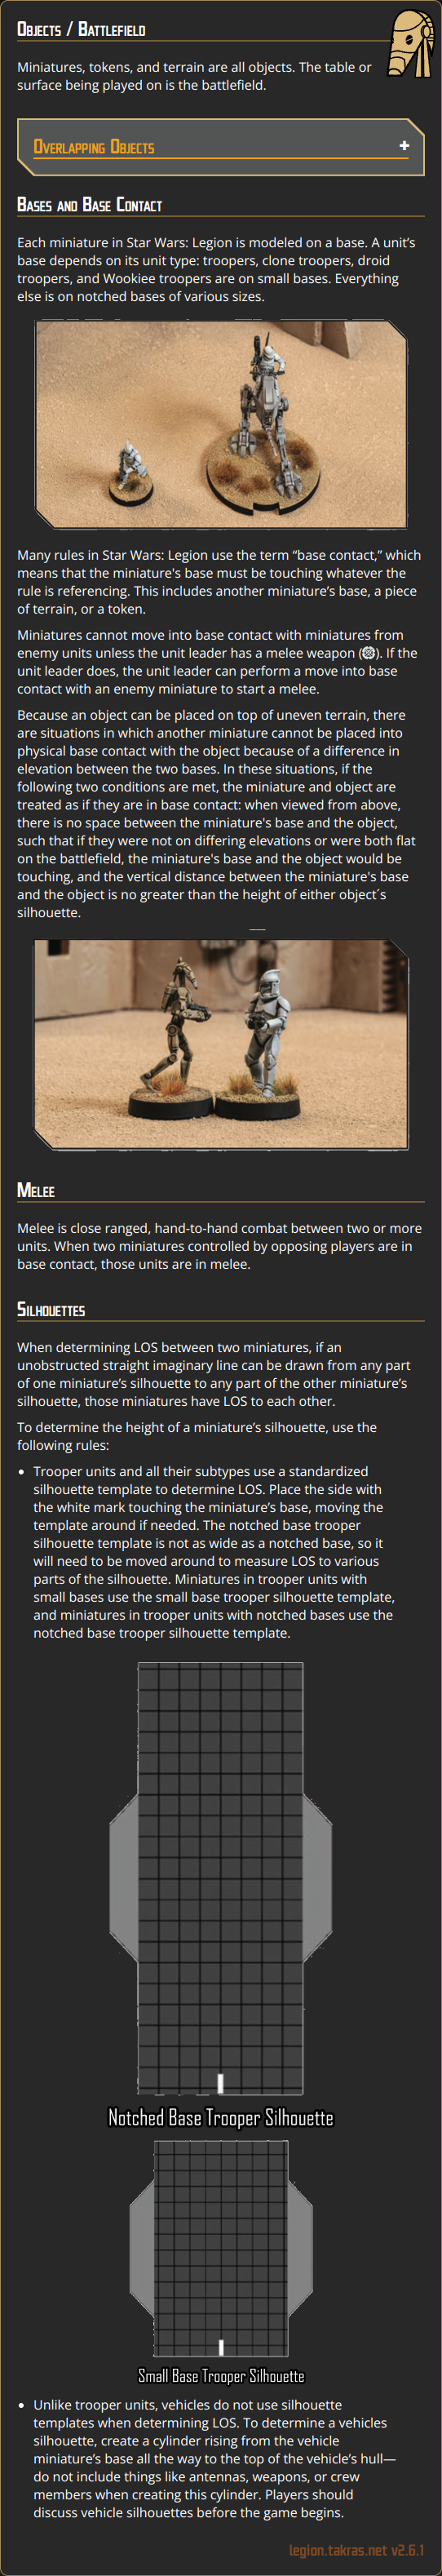 Objects / Battlefield
Miniatures, tokens, and terrain are all objects. The table or
surface being played on is the battlefield.
Overlapping Objects +
Bases and Base Contact
Each miniature in Star Wars: Legion is modeled on a base. A unit's
base depends on its unit type: troopers, clone troopers, droid
troopers, and Wookiee troopers are on small bases. Everything
else is on notched bases of various sizes.
Many rules in Star Wars: Legion use the term “base contact,” which
means that the miniature's base must be touching whatever the
rule is referencing. This includes another miniature’s base, a piece
of terrain, or a token.
Miniatures cannot move into base contact with miniatures from
enemy units unless the unit leader has a melee weapon (). If the
unit leader does, the unit leader can perform a move into base
contact with an enemy miniature to start a melee.
Because an object can be placed on top of uneven terrain, there
are situations in which another miniature cannot be placed into
physical base contact with the object because of a difference in
elevation between the two bases. In these situations, if the
following two conditions are met, the miniature and object are
treated as if they are in base contact: when viewed from above,
there is no space between the miniature's base and the object,
such that if they were not on differing elevations or were both flat
on the battlefield, the miniature's base and the object would be
touching, and the vertical distance between the miniature's base
and the object is no greater than the height of either object´s
silhouette.
Melee
Melee is close ranged, hand-to-hand combat between two or more
units. When two miniatures controlled by opposing players are in
base contact, those units are in melee.
Silhouettes
When determining LOS between two miniatures, if an
unobstructed straight imaginary line can be drawn from any part
of one miniature’s silhouette to any part of the other miniature’s
silhouette, those miniatures have LOS to each other.
To determine the height of a miniature’s silhouette, use the
following rules:
• Trooper units and all their subtypes use a standardized
silhouette template to determine LOS. Place the side with
the white mark touching the miniature’s base, moving the
template around if needed. The notched base trooper
silhouette template is not as wide as a notched base, so it
will need to be moved around to measure LOS to various
parts of the silhouette. Miniatures in trooper units with
small bases use the small base trooper silhouette template,
and miniatures in trooper units with notched bases use the
notched base trooper silhouette template.
Notched Base Trooper Silhouette
Small Base Trooper Silhouette
• Unlike trooper units, vehicles do not use silhouette
templates when determining LOS. To determine a vehicles
silhouette, create a cylinder rising from the vehicle
miniature’s base all the way to the top of the vehicle’s hull—
do not include things like antennas, weapons, or crew
members when creating this cylinder. Players should
discuss vehicle silhouettes before the game begins.
legion.takras.net v2.6.1